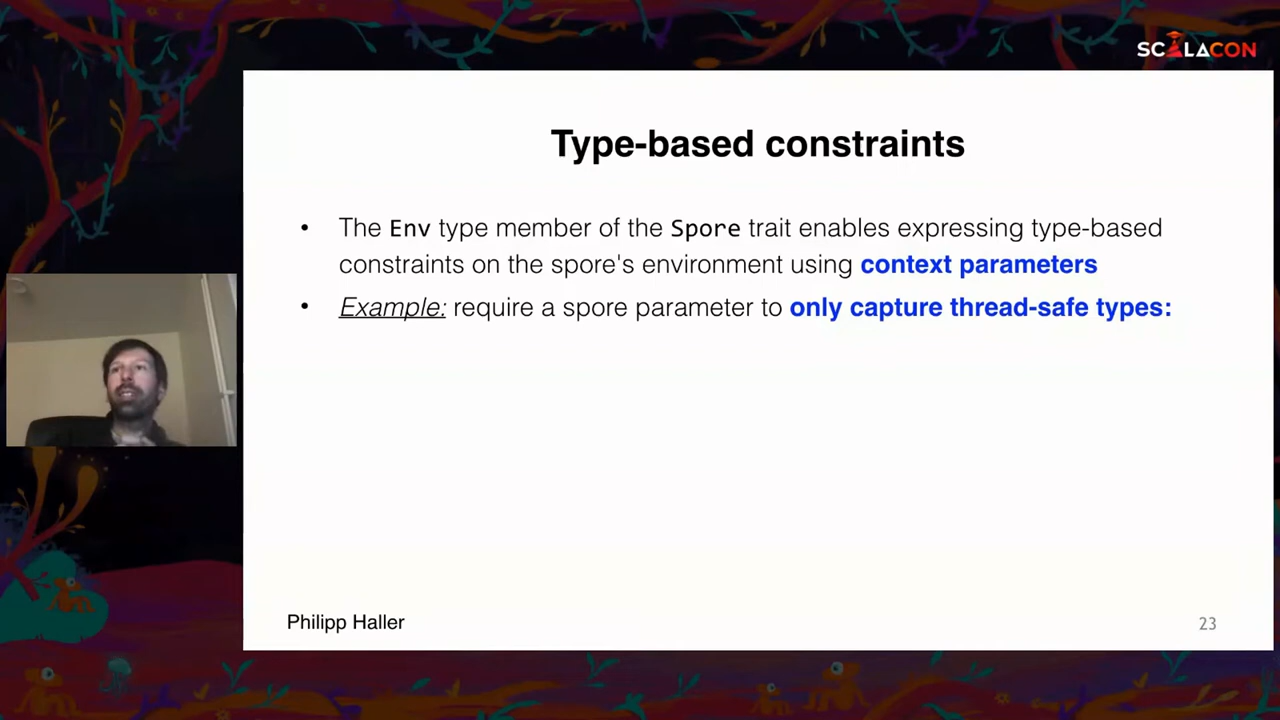 SCALACON
Type-based constraints
• The Env type member of the Spore trait enables expressing type-based
constraints on the spore's environment using context parameters
• Example: require a spore parameter to only capture thread-safe types:
Philipp Haller
23